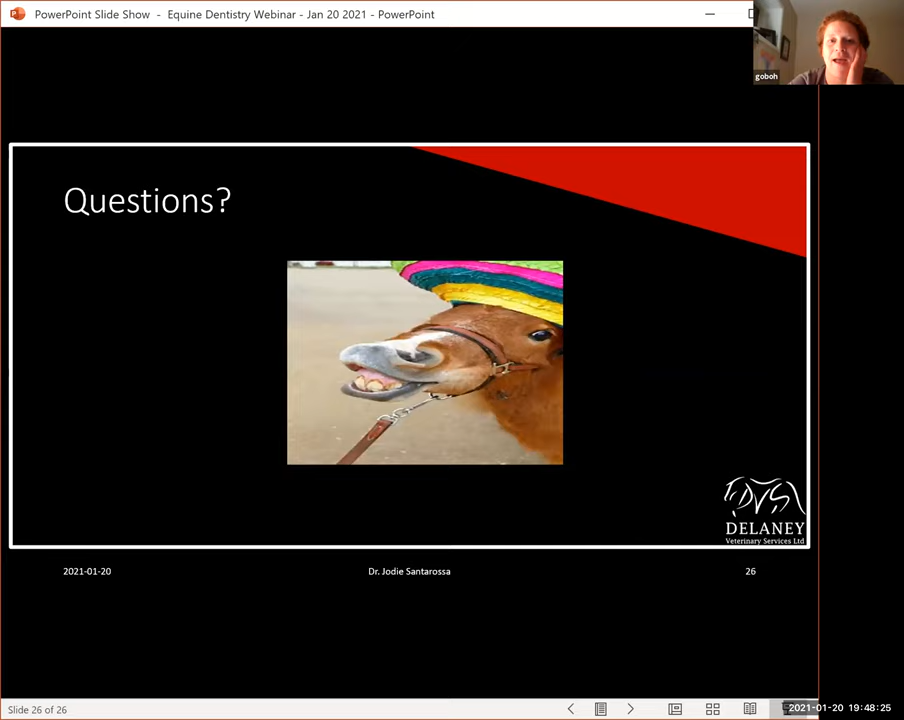 PowerPoint Slide Show - Equine Dentistry Webinar - Jan 20 2021 - PowerPoint
goboh
Questions?
DVS
DELANEY
Veterinary Services Ltd
2021-01-20
Dr. Jodie Santarossa
26
Slide 26 of 26
2021-01-20 19:48:25